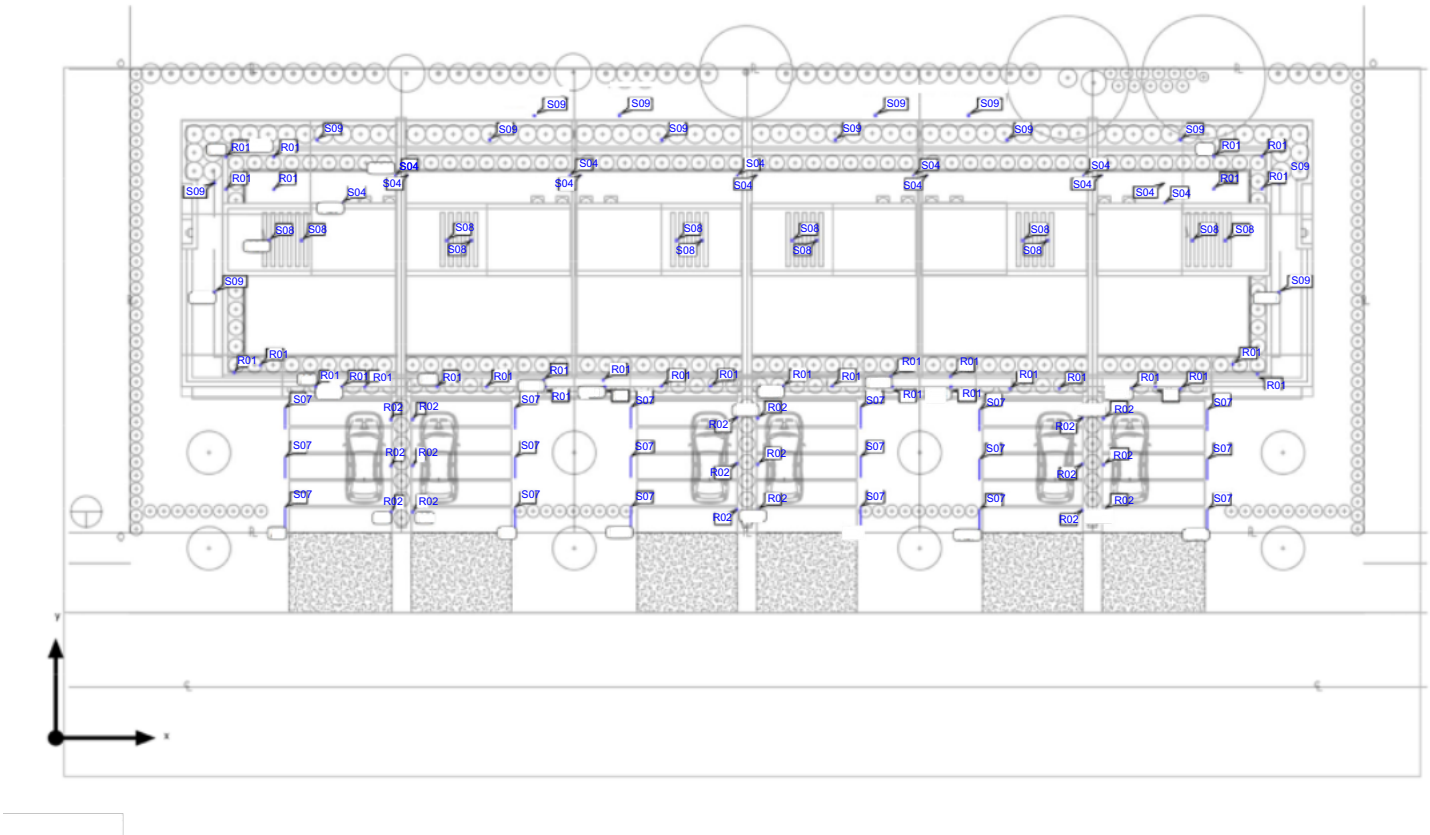 S09 S09 S09 S09
S09 S09 S09 S09 S09 S09
R01 R01 R01 R01
S04 S04 S04 S04 S04 S09
R01 R01 S04 S04 S04 S04 S04 R01 R01
S09 S04 S04 S04
S08 S08 S08 S08 S08 S08 S08 S08
S08 S08 S08 S08
S09 S09
R01 R01 R01 R01 R01
R01 R01 R01 R01 R01 R01 R01 R01 R01 R01 R01 R01 R01 R01 R01
R01 R01 R01
S07 S07 S07 S07 S07 S07
R02 R02 R02 R02
R02 R02
S07 S07 S07 S07 S07 S07
R02 R02 R02 R02
R02 R02
S07 S07 S07 S07 S07 S07
R02 R02 R02 R02
R02 R02
y
x